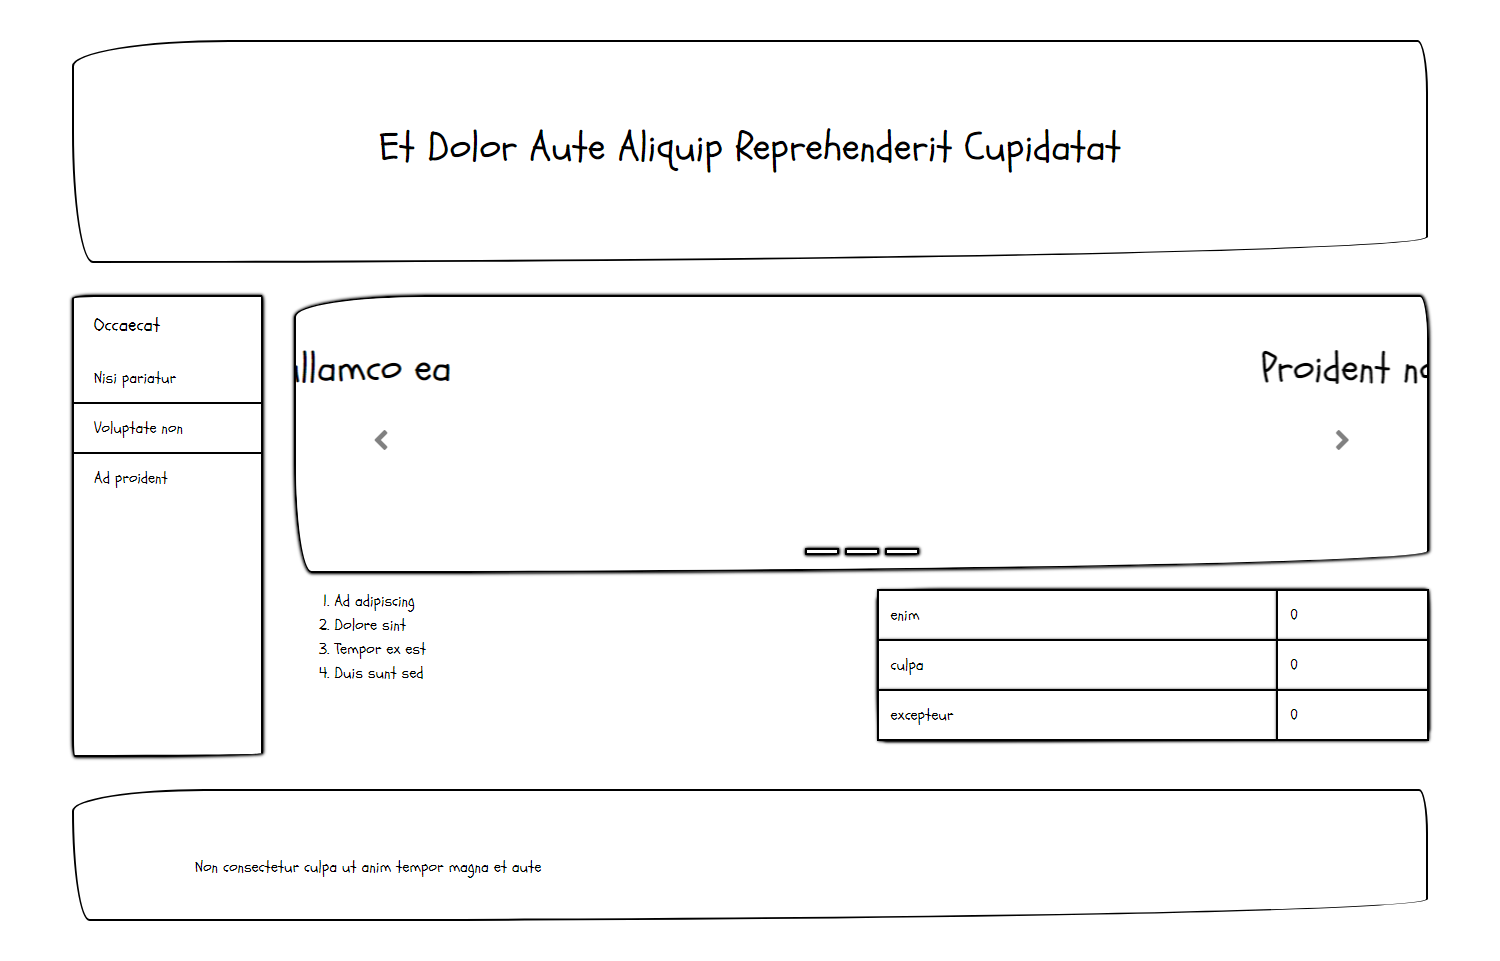 Et Dolor Aute Aliquip Reprehenderit Cupidatat
Occaecat
Nisi pariatur
Voluptate non
Ad proident
ea
Proident
1. Ad adipiscing
2. Dolore sint
3. Tempor ex est
4. Duis sunt sed
enim 0
culpa 0
excepteur 0
Non consectetur culpa ut anim tempor magna et aute